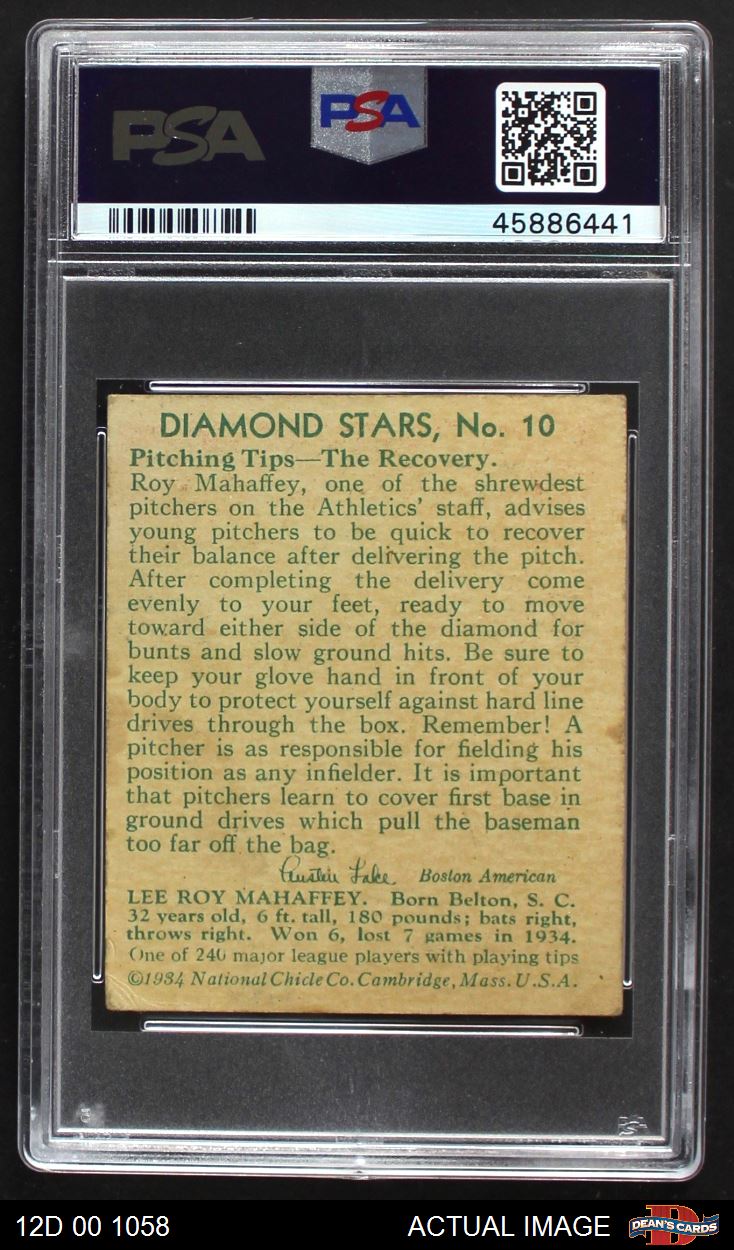 PSA PSA
45886441
DIAMOND STARS, No. 10
Pitching Tips—The Recovery.
Roy Mahaffey, one of the shrewdest
pitchers on the Athletics' staff, advises
young pitchers to be quick to recover
their balance after delivering the pitch.
After completing the delivery come
evenly to your feet, ready to move
toward either side of the diamond for
bunts and slow ground hits. Be sure to
keep your glove hand in front of your
body to protect yourself against hard line
drives through the box. Remember! A
pitcher is as responsible for fielding his
position as any infielder. It is important
that pitchers learn to cover first base in
ground drives which pull the baseman
too far off the bag.
Austen Lake Boston American
LEE ROY MAHAFFEY. Born Belton, S. C.
32 years old, 6 ft. tall, 180 pounds; bats right,
throws right. Won 6, lost 7 games in 1934.
One of 240 major league players with playing tips
©1934 National Chicle Co. Cambridge, Mass. U.S.A.
PSA
12D 00 1058 ACTUAL IMAGE DEAN'S CARDS